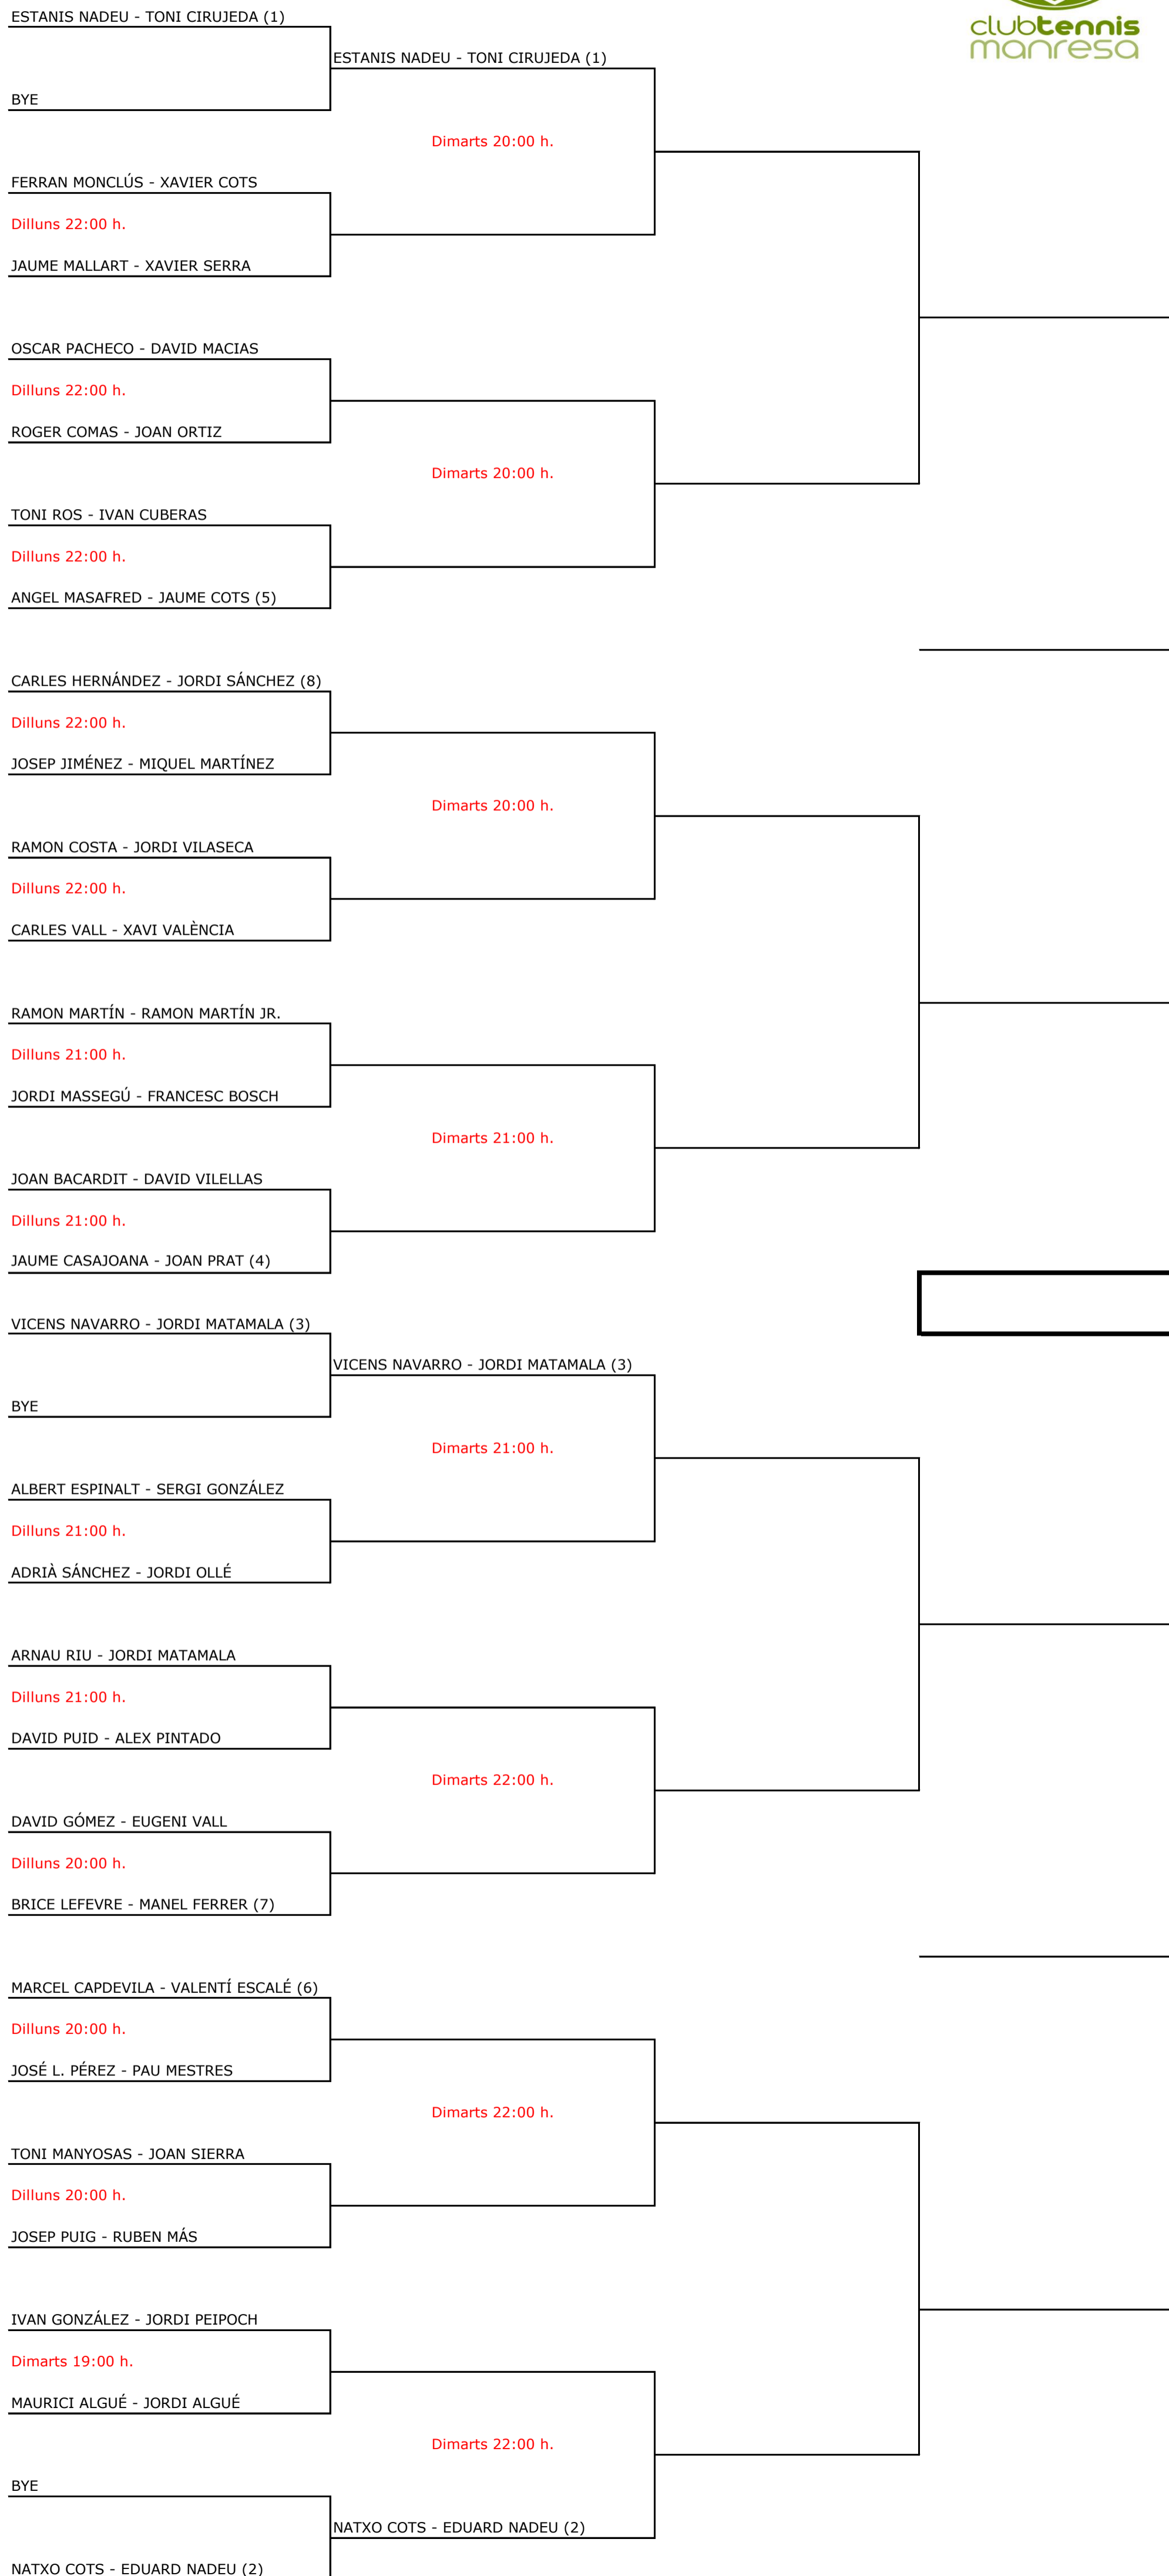 ESTANIS NADEU - TONI CIRUJEDA (1)
clubtennis
manresa
ESTANIS NADEU - TONI CIRUJEDA (1)
BYE
Dimarts 20:00 h.
FERRAN MONCLÚS - XAVIER COTS
Dilluns 22:00 h.
JAUME MALLART - XAVIER SERRA
OSCAR PACHECO - DAVID MACIAS
Dilluns 22:00 h.
ROGER COMAS - JOAN ORTIZ
Dimarts 20:00 h.
TONI ROS - IVAN CUBERAS
Dilluns 22:00 h.
ANGEL MASAFRED - JAUME COTS (5)
CARLES HERNÁNDEZ - JORDI SÁNCHEZ (8)
Dilluns 22:00 h.
JOSEP JIMÉNEZ - MIQUEL MARTÍNEZ
Dimarts 20:00 h.
RAMON COSTA - JORDI VILASECA
Dilluns 22:00 h.
CARLES VALL - XAVI VALÈNCIA
RAMON MARTÍN - RAMON MARTÍN JR.
Dilluns 21:00 h.
JORDI MASSEGÚ - FRANCESC BOSCH
Dimarts 21:00 h.
JOAN BACARDIT - DAVID VILELLAS
Dilluns 21:00 h.
JAUME CASAJOANA - JOAN PRAT (4)
VICENS NAVARRO - JORDI MATAMALA (3)
VICENS NAVARRO - JORDI MATAMALA (3)
BYE
Dimarts 21:00 h.
ALBERT ESPINALT - SERGI GONZÁLEZ
Dilluns 21:00 h.
ADRIÀ SÁNCHEZ - JORDI OLLÉ
ARNAU RIU - JORDI MATAMALA
Dilluns 21:00 h.
DAVID PUID - ALEX PINTADO
Dimarts 22:00 h.
DAVID GÓMEZ - EUGENI VALL
Dilluns 20:00 h.
BRICE LEFEVRE - MANEL FERRER (7)
MARCEL CAPDEVILA - VALENTÍ ESCALÉ (6)
Dilluns 20:00 h.
JOSÉ L. PÉREZ - PAU MESTRES
Dimarts 22:00 h.
TONI MANYOSAS - JOAN SIERRA
Dilluns 20:00 h.
JOSEP PUIG - RUBEN MÁS
IVAN GONZÁLEZ - JORDI PEIPOCH
Dimarts 19:00 h.
MAURICI ALGUÉ - JORDI ALGUÉ
Dimarts 22:00 h.
BYE
NATXO COTS - EDUARD NADEU (2)
NATXO COTS - EDUARD NADEU (2)